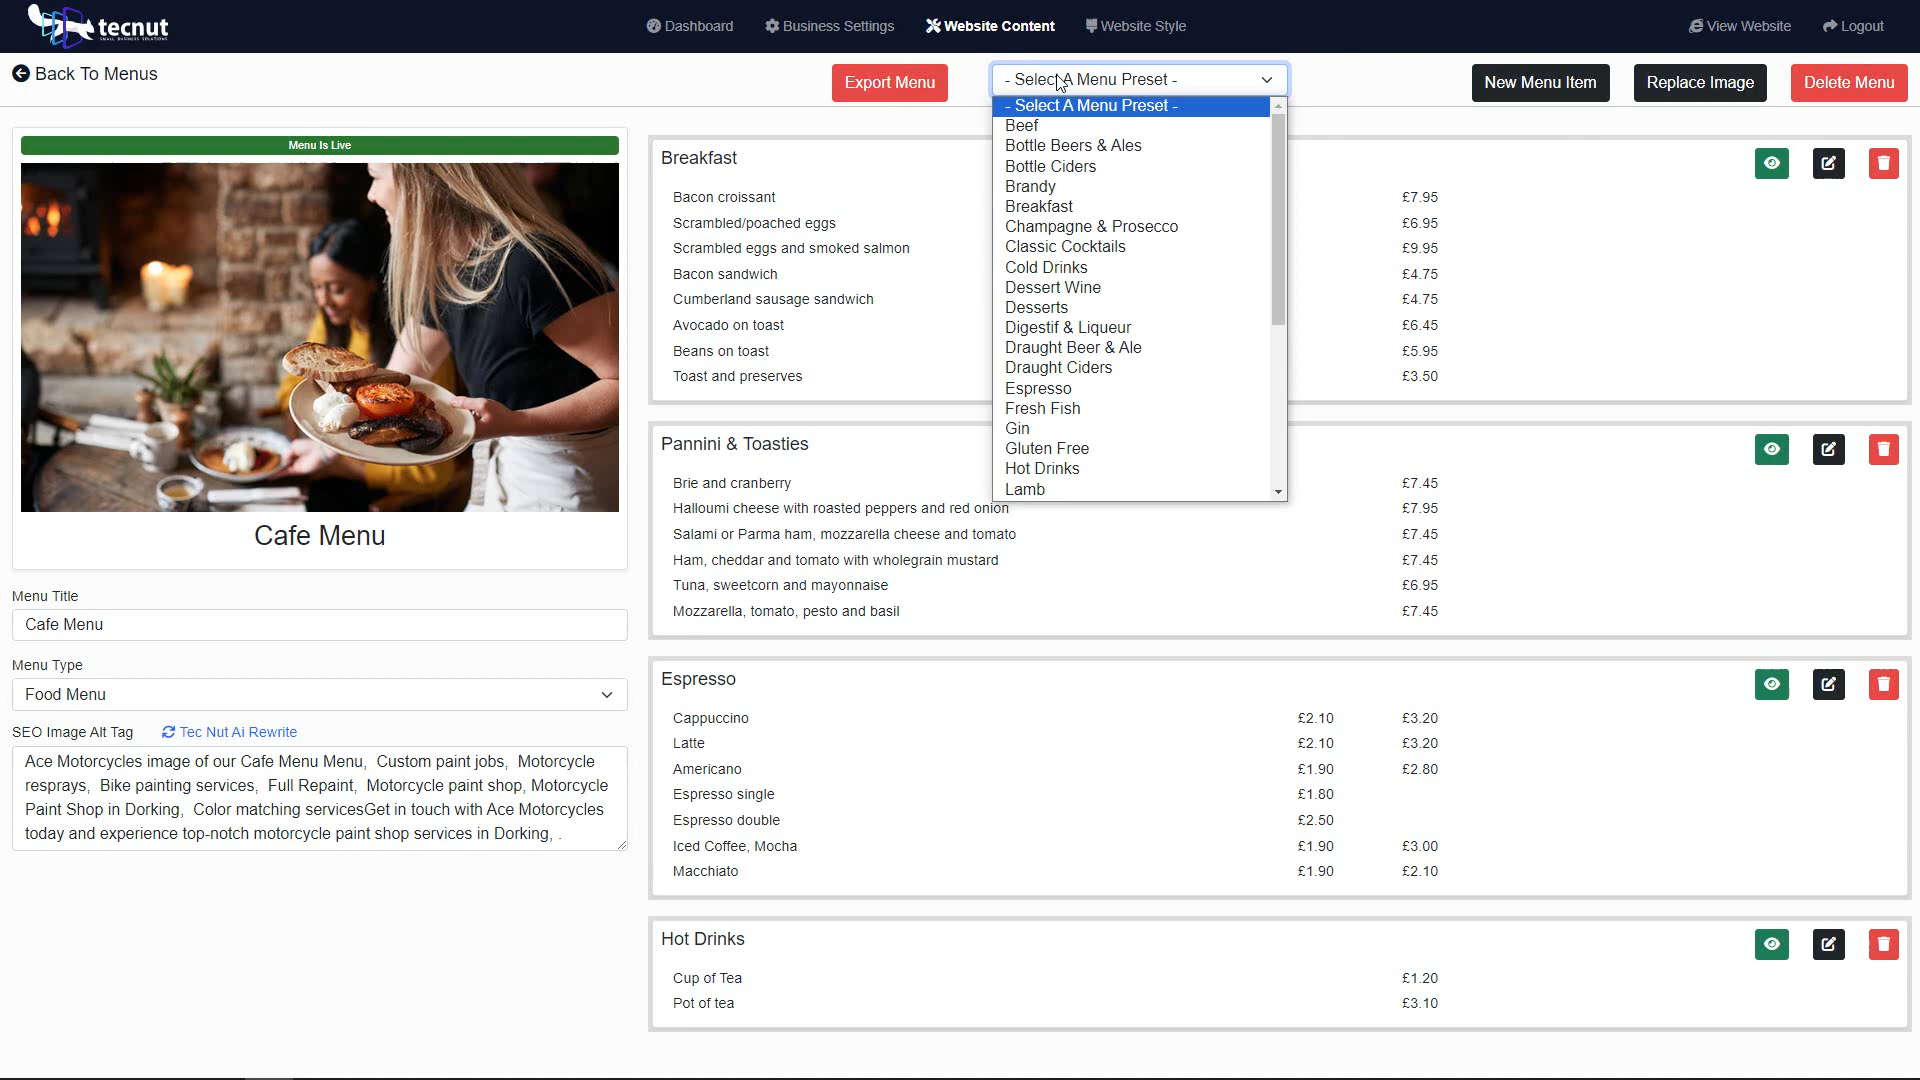 tecnut
SMALL BUSINESS SOLUTIONS
Dashboard
Business Settings
Website Content
Website Style
View Website
Logout
Back To Menus
Export Menu
- Select A Menu Preset -
New Menu Item
Replace Image
Delete Menu
- Select A Menu Preset -
Beef
Bottle Beers & Ales
Bottle Ciders
Brandy
Breakfast
Champagne & Prosecco
Classic Cocktails
Cold Drinks
Dessert Wine
Desserts
Digestif & Liqueur
Draught Beer & Ale
Draught Ciders
Espresso
Fresh Fish
Gin
Gluten Free
Hot Drinks
Lamb
Menu Is Live
Cafe Menu
Menu Title
Cafe Menu
Menu Type
Food Menu
SEO Image Alt Tag Tec Nut Ai Rewrite
Ace Motorcycles image of our Cafe Menu Menu, Custom paint jobs, Motorcycle
resprays, Bike painting services, Full Repaint, Motorcycle paint shop, Motorcycle
Paint Shop in Dorking, Color matching servicesGet in touch with Ace Motorcycles
today and experience top-notch motorcycle paint shop services in Dorking, .
Breakfast
Bacon croissant £7.95
Scrambled/poached eggs £6.95
Scrambled eggs and smoked salmon £9.95
Bacon sandwich £4.75
Cumberland sausage sandwich £4.75
Avocado on toast £6.45
Beans on toast £5.95
Toast and preserves £3.50
Pannini & Toasties
Brie and cranberry £7.45
Halloumi cheese with roasted peppers and red onion £7.95
Salami or Parma ham, mozzarella cheese and tomato £7.45
Ham, cheddar and tomato with wholegrain mustard £7.45
Tuna, sweetcorn and mayonnaise £6.95
Mozzarella, tomato, pesto and basil £7.45
Espresso
Cappuccino £2.10 £3.20
Latte £2.10 £3.20
Americano £1.90 £2.80
Espresso single £1.80
Espresso double £2.50
Iced Coffee, Mocha £1.90 £3.00
Macchiato £1.90 £2.10
Hot Drinks
Cup of Tea £1.20
Pot of tea £3.10